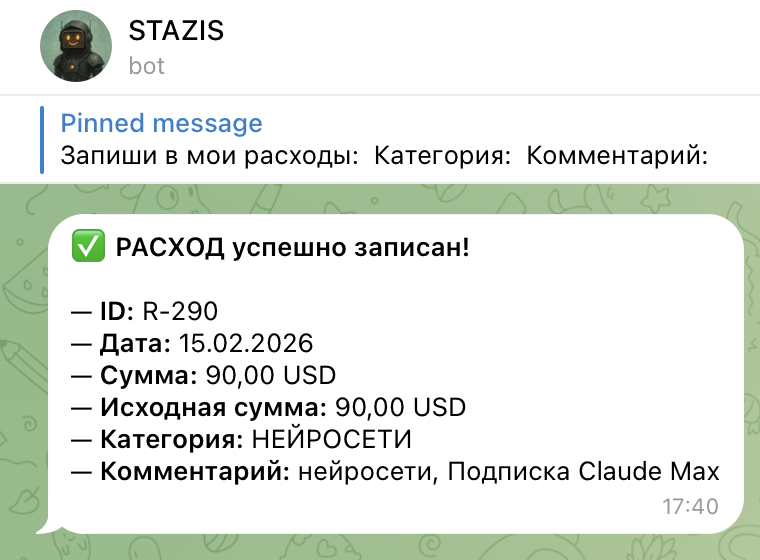 STAZIS
bot
Pinned message
Запиши в мои расходы: Категория: Комментарий:
✅ РАСХОД успешно записан!
— ID: R-290
— Дата: 15.02.2026
— Сумма: 90,00 USD
— Исходная сумма: 90,00 USD
— Категория: НЕЙРОСЕТИ
— Комментарий: нейросети, Подписка Claude Max
17:40